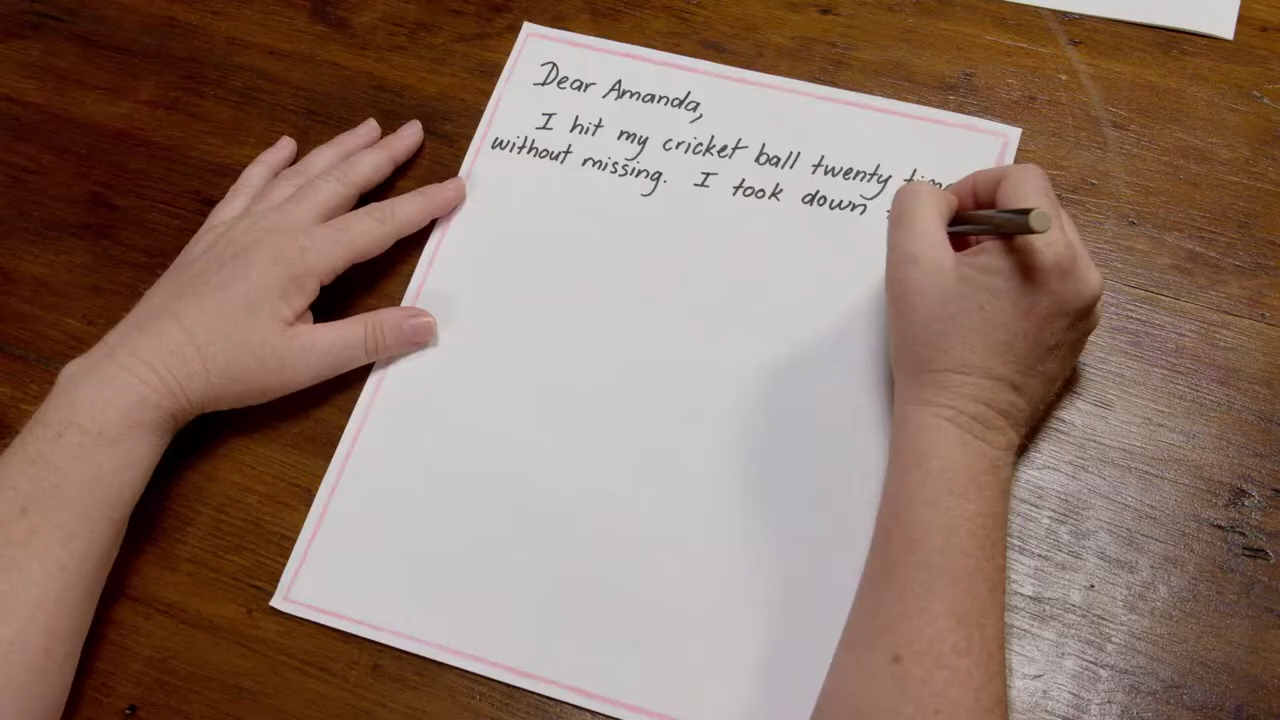 Dear Amanda,
I hit my cricket ball twenty
without missing. I took down